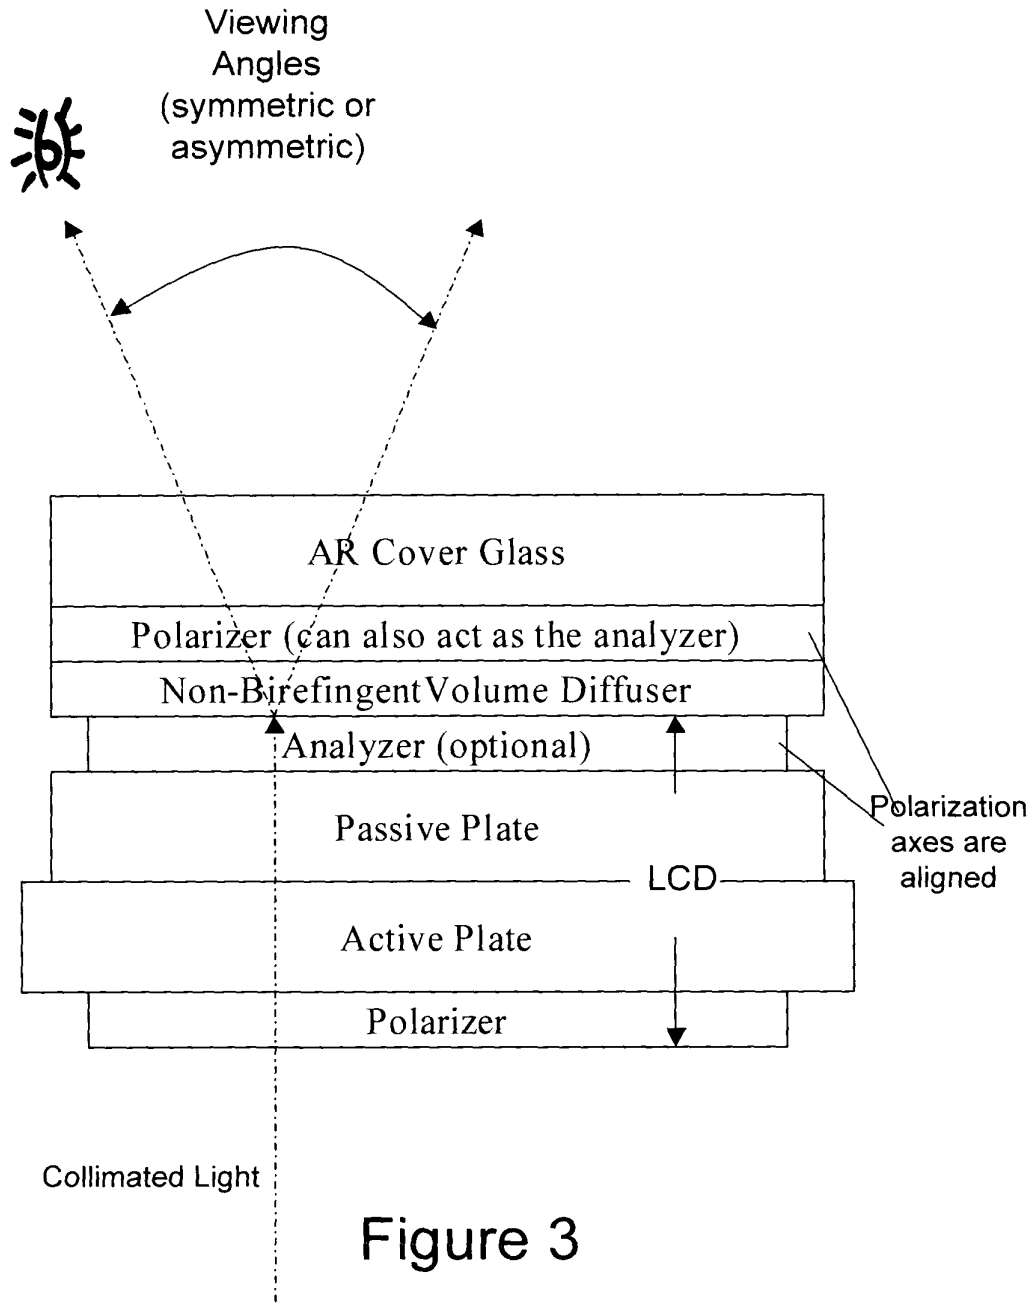 Viewing
Angles
(symmetric or
asymmetric)
AR Cover Glass
Polarizer (can also act as the analyzer)
Non-Birefingent Volume Diffuser
Analyzer (optional)
Passive Plate
Polarization
axes are
aligned
LCD
Active Plate
Polarizer
Collimated Light
Figure 3